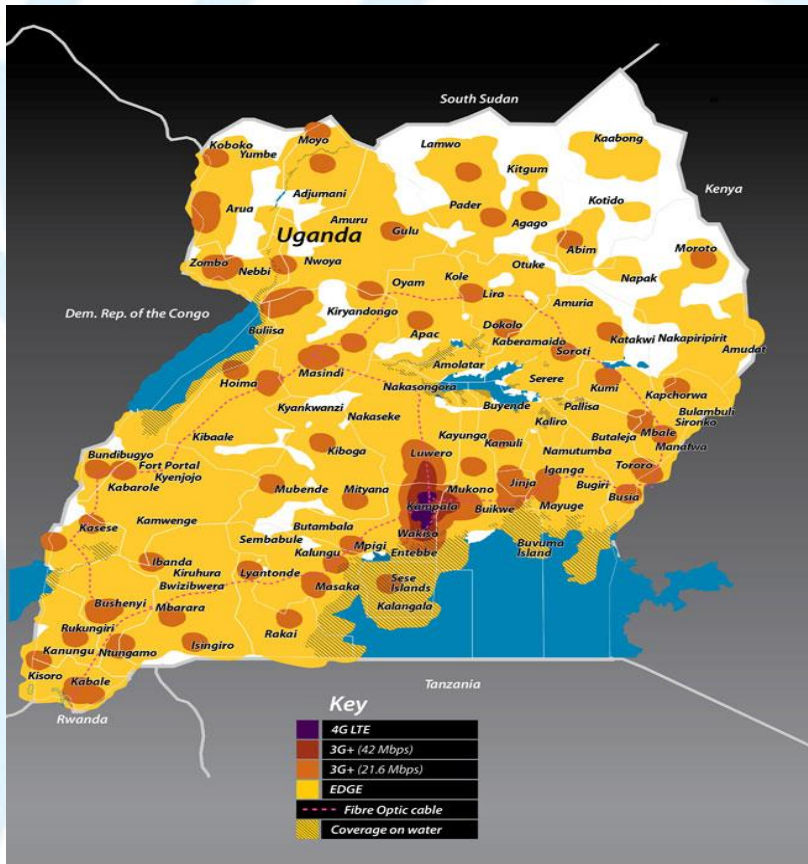 South Sudan
Koboko
Yumbe
Moyo
Lamwo
Kaabong
Kitgum
Kenya
Adjumani
Arua
Pader
Kotido
Amuru
Agago
Uganda
Gulu
Abim
Moroto
Zombo
Nebbi
Nwoya
Otuke
Napak
Oyam
Kole
Lira
Amuria
Dem. Rep. of the Congo
Kiryandongo
Buliisa
Apac
Dokolo
Kaberamaido
Katakwi
Nakapiripirit
Amudat
Soroti
Masindi
Amolatar
Hoima
Nakasongora
Serere
Kumi
Kapchorwa
Kyankwanzi
Nakaseke
Buyende
Pallisa
Bulambuli
Sironko
Kaliro
Kibaale
Kiboga
Kayunga
Kamuli
Butaleja
Mbale
Manafwa
Luwero
Namutumba
Bundibugyo
Fort Portal
Kyenjojo
Kabarole
Iganga
Tororo
Mubende
Mityana
Mukono
Jinja
Bugiri
Busia
Kampala
Buikwe
Mayuge
Kasese
Kamwenge
Butambala
Wakiso
Sembabule
Mpigi
Entebbe
Buvuma
Island
Kalungu
Ibanda
Kiruhura
Lyantonde
Bwizibwera
Masaka
Sese
Islands
Kalangala
Bushenyi
Mbarara
Rakai
Rukungiri
Kanungu
Ntungamo
Isingiro
Kisoro
Kabale
Tanzania
Rwanda
Key
4G LTE
3G+ (42 Mbps)
3G+ (21.6 Mbps)
EDGE
Fibre Optic cable
Coverage on water